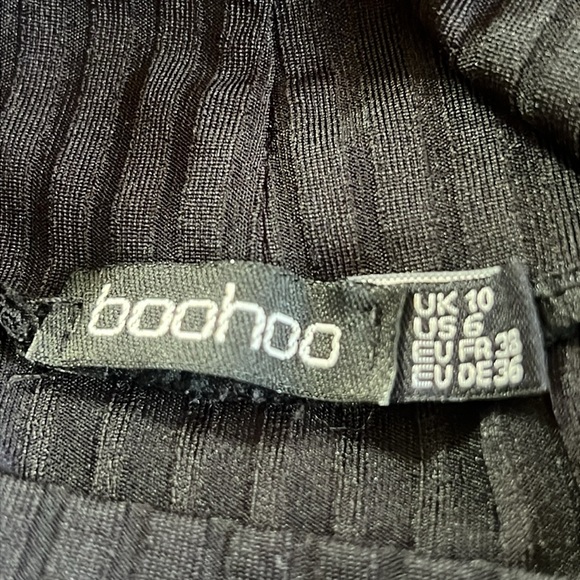 boohoo
UK 10
US 6
EU FR 38
EU DE 36